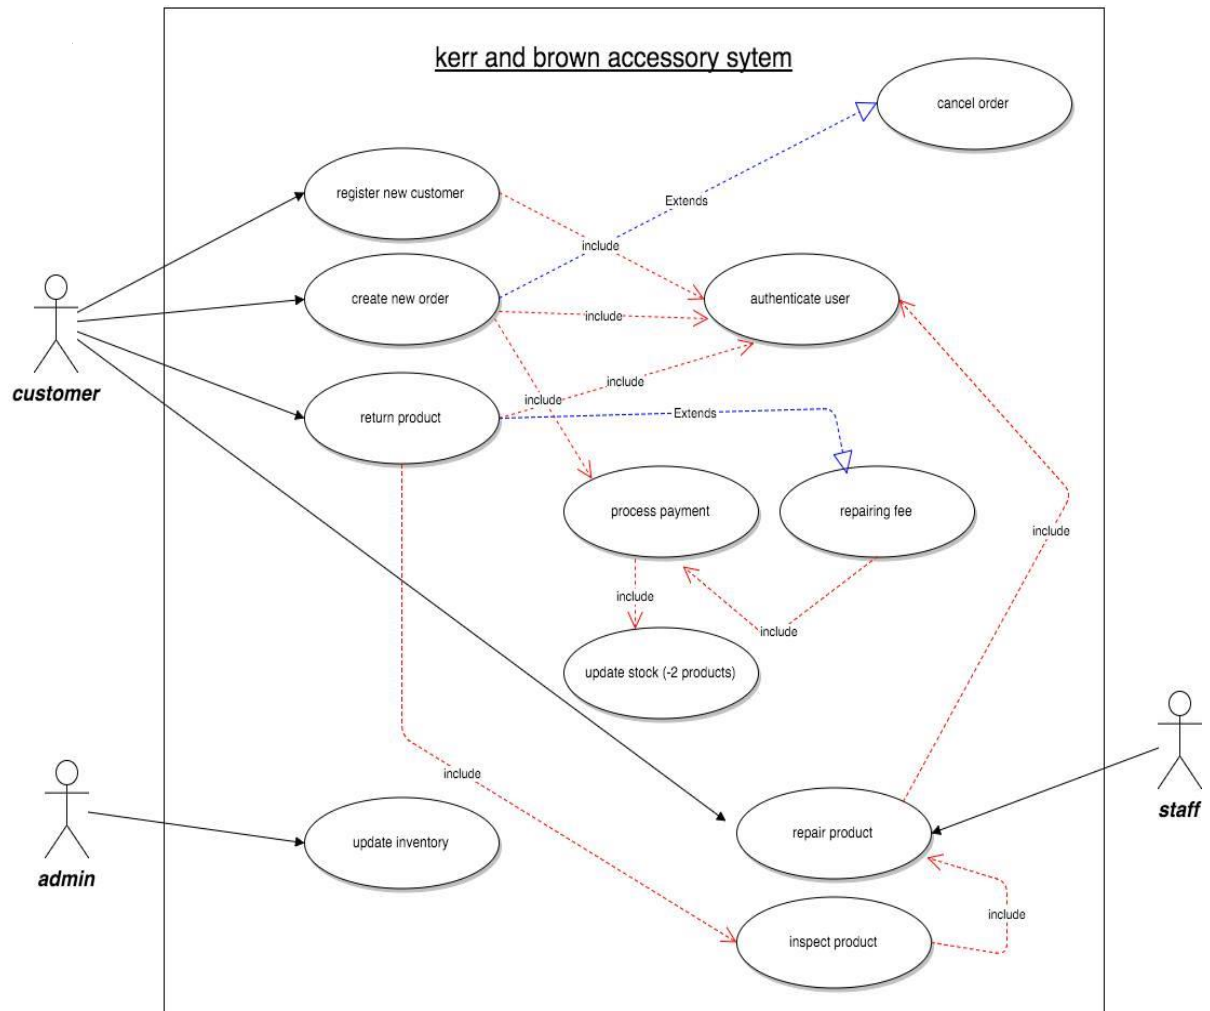 kerr and brown accessory sytem
cancel order
register new customer
Extends
include
create new order
authenticate user
include
customer
include
include
return product
Extends
process payment
repairing fee
include
include
include
update stock (-2 products)
include
staff
repair product
update inventory
admin
include
inspect product